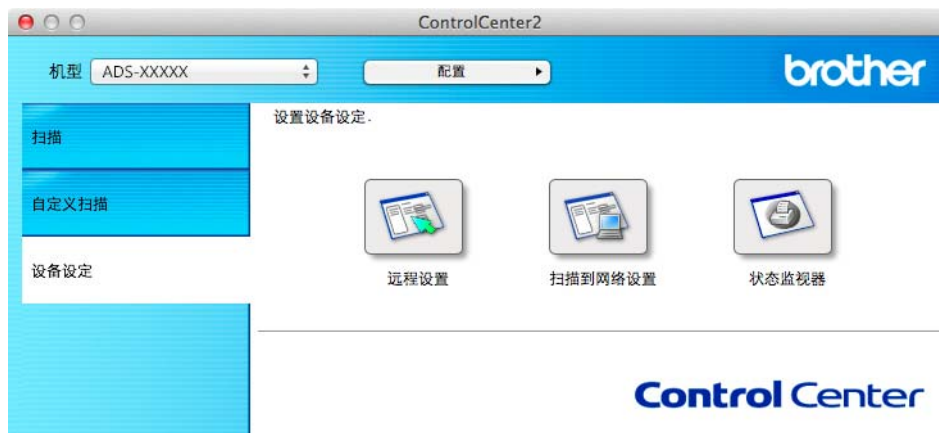 ControlCenter2
机型 ADS-XXXXX 配置 brother
扫描
自定义扫描
设备设定
设置设备设定.
远程设置 扫描到网络设置 状态监视器
Control Center